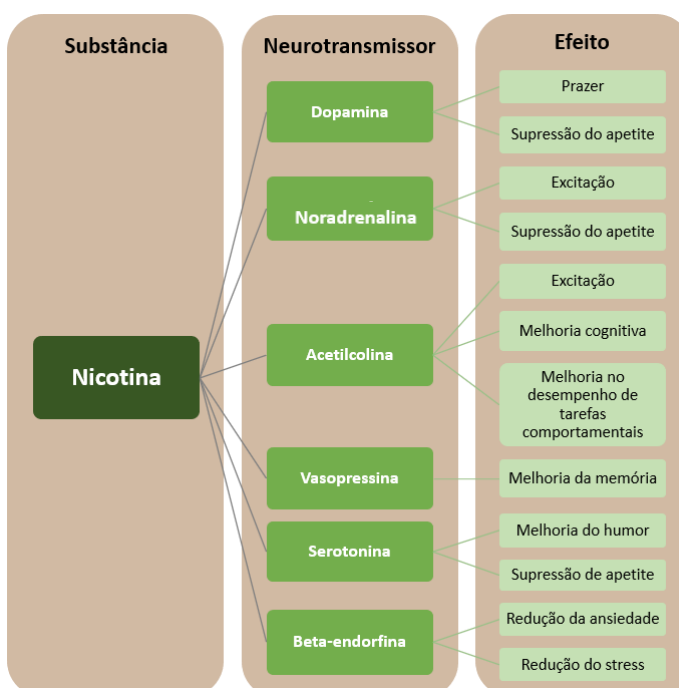 Substância
Neurotransmissor
Efeito
Nicotina
Dopamina
Prazer
Supressão do apetite
Noradrenalina
Excitação
Supressão do apetite
Acetilcolina
Excitação
Melhoria cognitiva
Melhoria no
desempenho de
tarefas
comportamentais
Vasopressina
Melhoria da memória
Serotonina
Melhoria do humor
Supressão de apetite
Beta-endorfina
Redução da ansiedade
Redução do stress